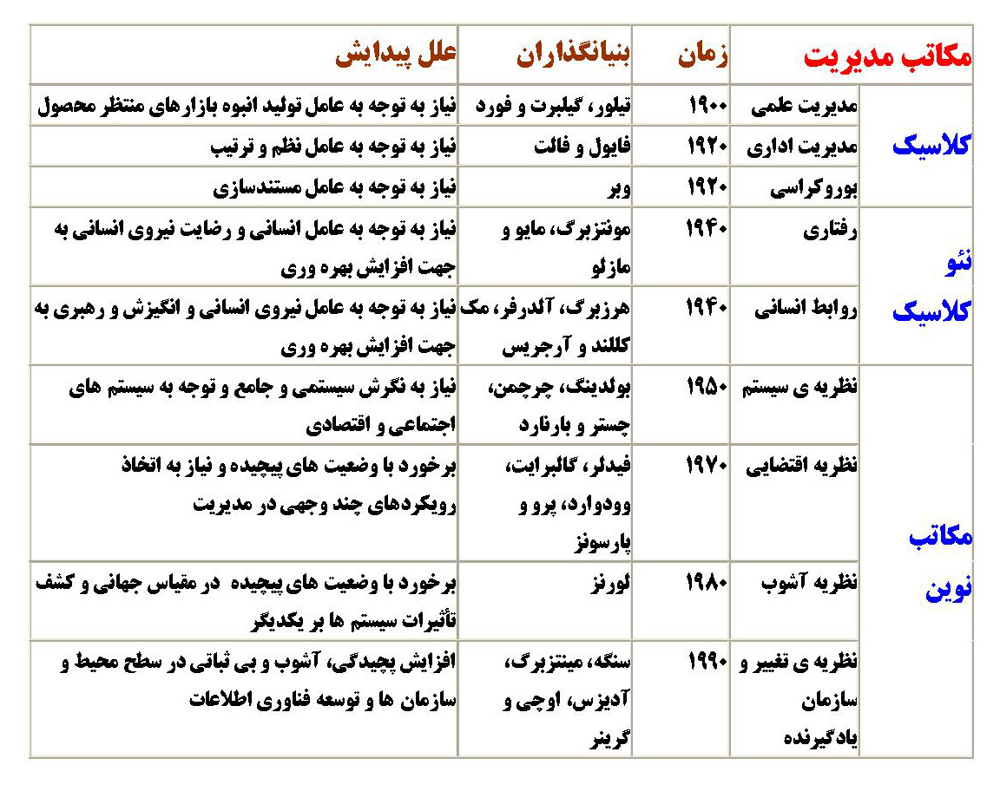 مکاتب مدیریت زمان بنیانگذاران علل پیدایش
کلاسیک
مدیریت علمی ۱۹۰۰ تیلور، گیلبرت و فورد نیاز به توجه به عامل تولید انبوه بازارهای منتظر محصول
مدیریت اداری ۱۹۲۰ فایول و فالت نیاز به توجه به عامل نظم و ترتیب
بوروکراسی ۱۹۲۰ وبر نیاز به توجه به عامل مستندسازی
نئو
کلاسیک
رفتاری ۱۹۴۰ مونتزبرگ، مایو و
مازلو
نیاز به توجه به عامل انسانی و رضایت نیروی انسانی به
جهت افزایش بهره وری
روابط انسانی ۱۹۴۰ هرزبرگ، آلدرفر، مک
کللند و آرجریس
نیاز به توجه به عامل نیروی انسانی و انگیزش و رهبری به
جهت افزایش بهره وری
مکاتب
نوین
نظریه ی سیستم ۱۹۵۰ بولدینگ، چرچمن،
چستر و بارنارد
نیاز به نگرش سیستمی و جامع و توجه به سیستم های
اجتماعی و اقتصادی
نظریه اقتضایی ۱۹۷۰ فیدلر، گالبرایت،
وودوارد، پرو و
پارسونز
برخورد با وضعیت های پیچیده و نیاز به اتخاذ
رویکردهای چند وجهی در مدیریت
نظریه آشوب ۱۹۸۰ لورنز برخورد با وضعیت های پیچیده در مقیاس جهانی و کشف
تأثیرات سیستم ها بر یکدیگر
نظریه ی تغییر و
سازمان
یادگیرنده
۱۹۹۰ سنگه، مینتزبرگ،
آدیزس، اوچی و
گرینر
افزایش پچیدگی، آشوب و بی ثباتی در سطح محیط و
سازمان ها و توسعه فناوری اطلاعات